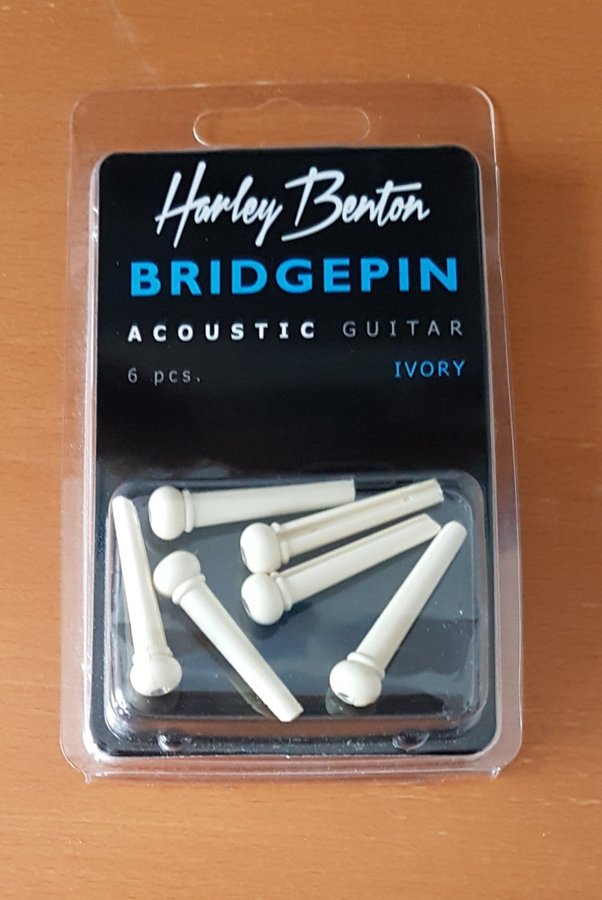 Harley Benton
BRIDGEPIN
ACOUSTIC GUITAR
6 pcs. IVORY